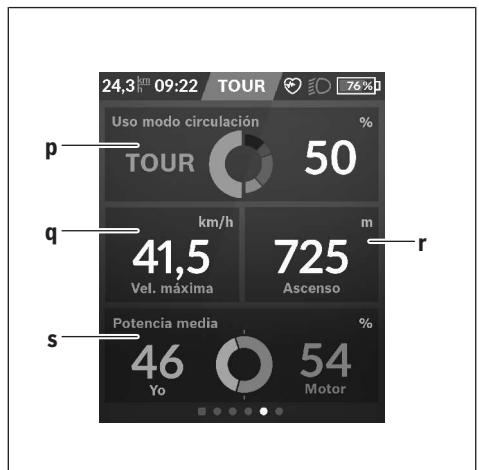 24,3 km/h 09:22 TOUR 76 %
Uso modo circulación %
p
TOUR 50
q
km/h
41,5
Vel. máxima
m
725
Ascenso
r
Potencia media %
s
46
Yo
54
Motor